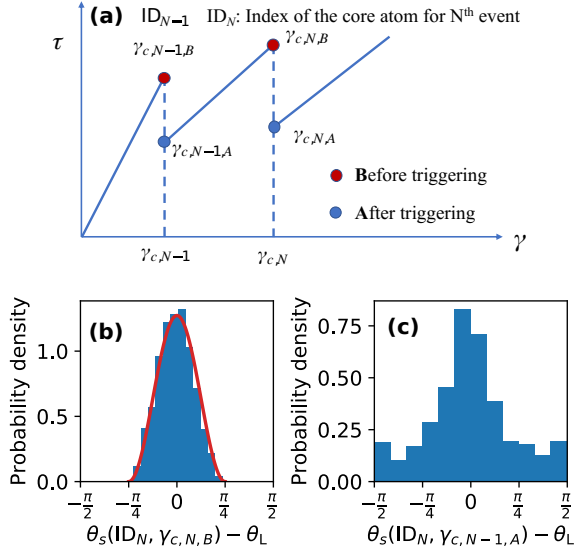 (a) ID_{N−1} ID_N: Index of the core atom for N^{th} event
τ
γ_{c,N−1,B}
γ_{c,N,B}
γ_{c,N−1,A}
γ_{c,N,A}
Before triggering
After triggering
γ_{c,N−1}
γ_{c,N}
γ
(b)
Probability density
1.0
0.5
0.0
−π/2
−π/4
0
π/4
π/2
θ_s(ID_N, γ_{c,N,B}) − θ_L
(c)
Probability density
0.75
0.50
0.25
0.00
−π/2
−π/4
0
π/4
π/2
θ_s(ID_N, γ_{c,N−1,A}) − θ_L